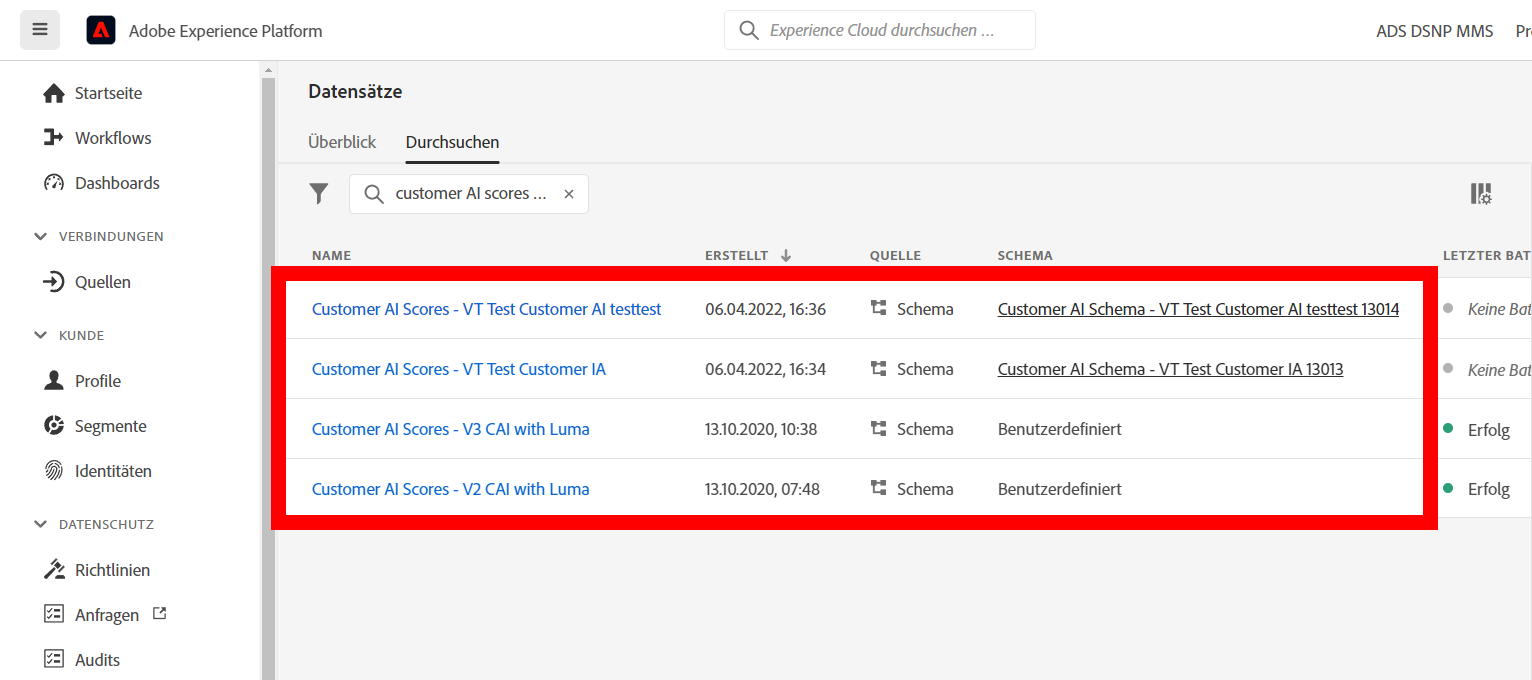 Adobe Experience Platform
Experience Cloud durchsuchen ...
ADS DSNP MMS
Startseite
Workflows
Dashboards
VERBINDUNGEN
Quellen
KUNDE
Profile
Segmente
Identitäten
DATENSCHUTZ
Richtlinien
Anfragen
Audits
Datensätze
Überblick Durchsuchen
customer AI scores ...
NAME ERSTELLT QUELLE SCHEMA LETZTER BAT
Customer AI Scores - VT Test Customer AI testtest 06.04.2022, 16:36 Schema Customer AI Schema - VT Test Customer AI testtest 13014 Keine Bat
Customer AI Scores - VT Test Customer IA 06.04.2022, 16:34 Schema Customer AI Schema - VT Test Customer IA 13013 Keine Bat
Customer AI Scores - V3 CAI with Luma 13.10.2020, 10:38 Schema Benutzerdefiniert Erfolg
Customer AI Scores - V2 CAI with Luma 13.10.2020, 07:48 Schema Benutzerdefiniert Erfolg